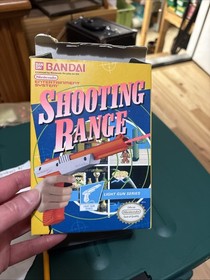 BANDAI
Nintendo
ENTERTAINMENT
SYSTEM
SHOOTING
RANGE
LIGHT GUN SERIES